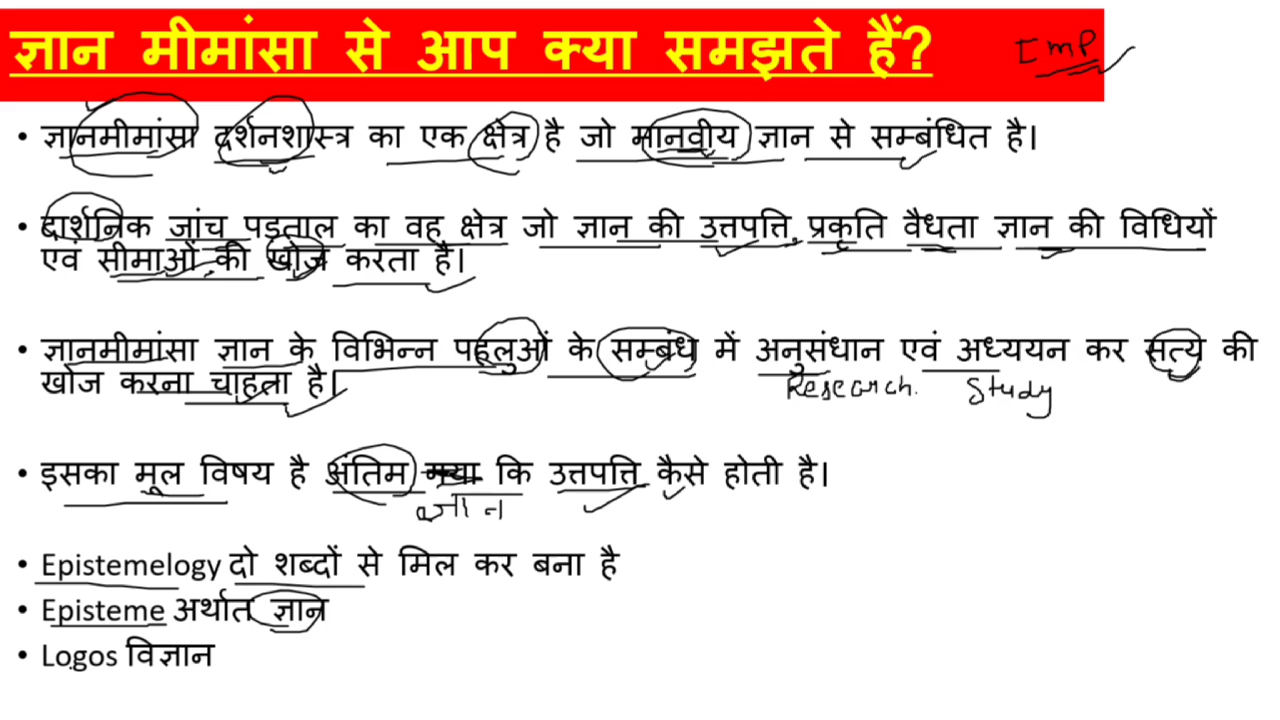 ज्ञान मीमांसा से आप क्या समझते हैं?
Imp
• ज्ञानमीमांसा दर्शनशास्त्र का एक क्षेत्र है जो मानवीय ज्ञान से सम्बंधित है।
• दार्शनिक जांच पड़ताल का वह क्षेत्र जो ज्ञान की उत्तपत्ति, प्रकृति वैधता ज्ञान की विधियों
एवं सीमाओं की खोज करता है।
• ज्ञानमीमांसा ज्ञान के विभिन्न पहलुओं के सम्बंध में अनुसंधान एवं अध्ययन कर सत्य की
खोज करना चाहता है।
Research. Study
• इसका मूल विषय है अंतिम कि उत्तपत्ति कैसे होती है।
• Epistemelogy दो शब्दों से मिल कर बना है
• Episteme अर्थात ज्ञान
• Logos विज्ञान